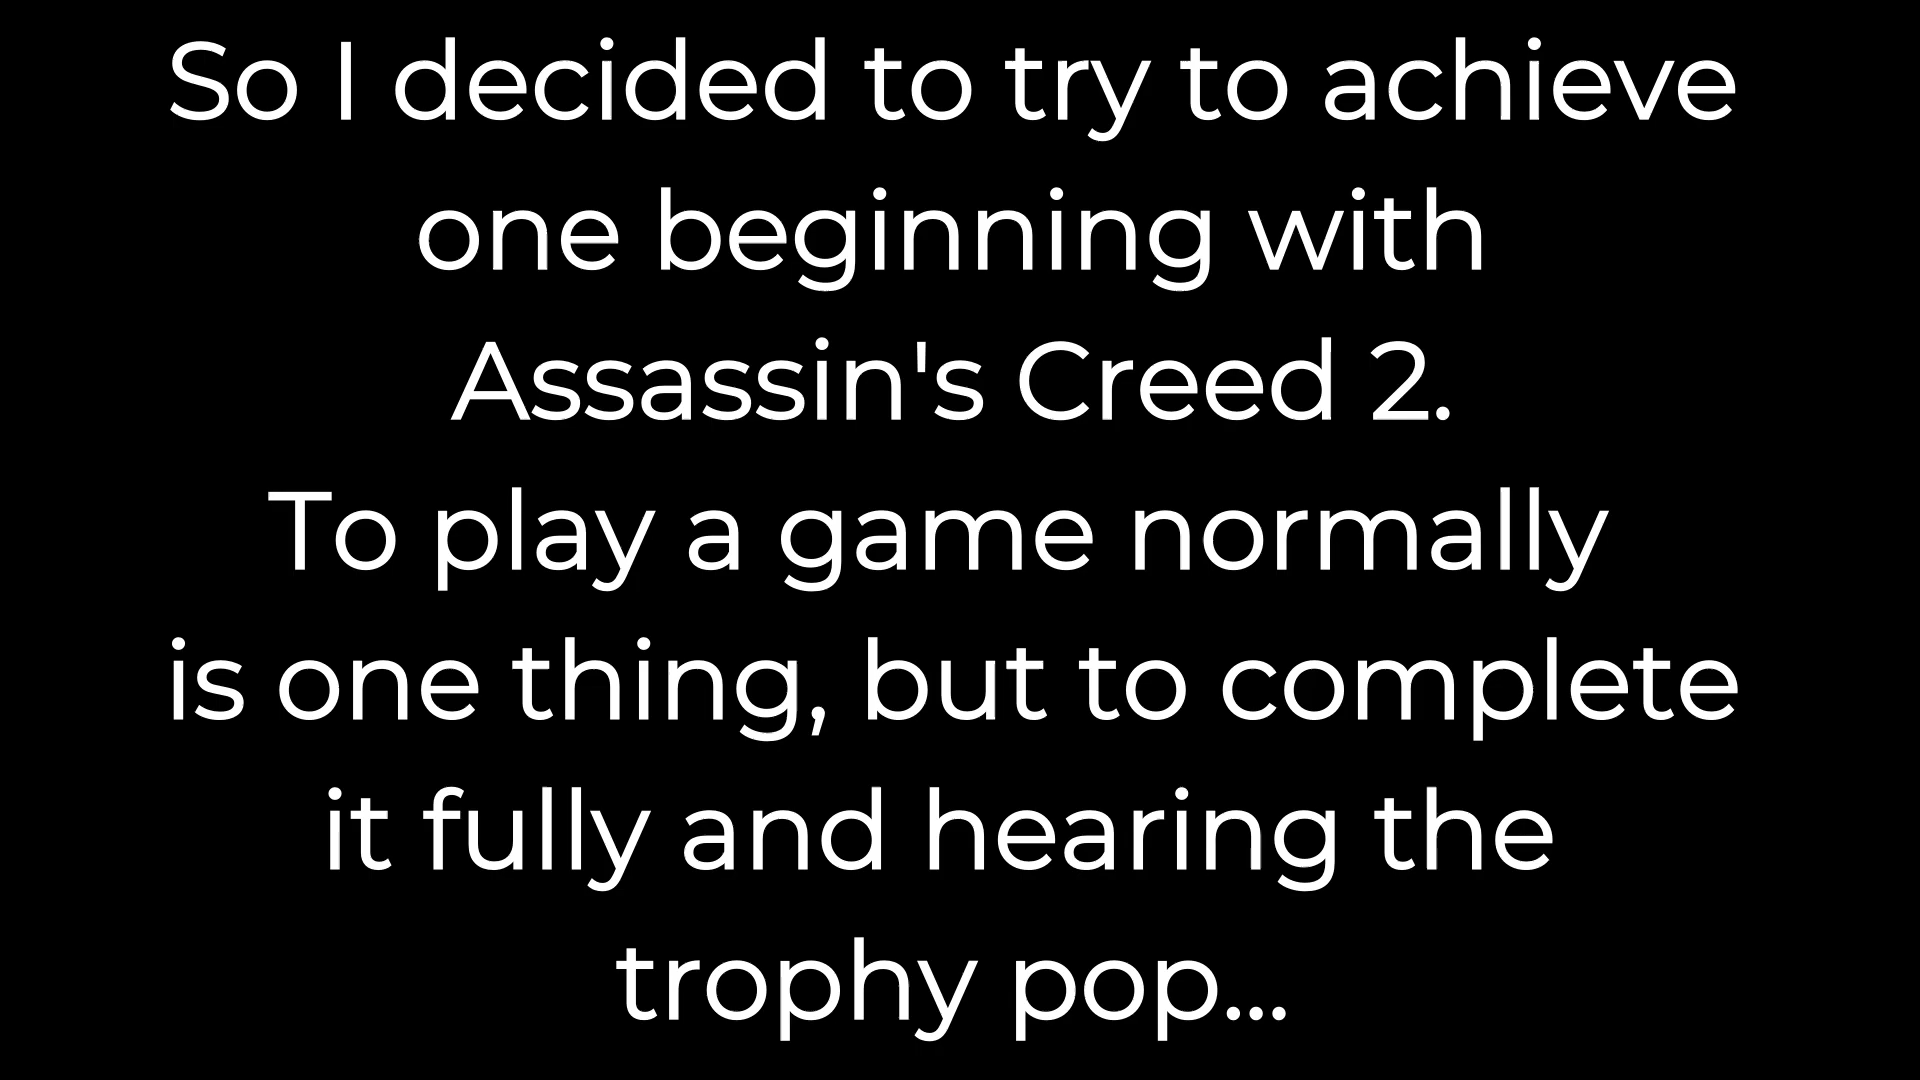 So I decided to try to achieve
one beginning with
Assassin's Creed 2.
To play a game normally
is one thing, but to complete
it fully and hearing the
trophy pop...